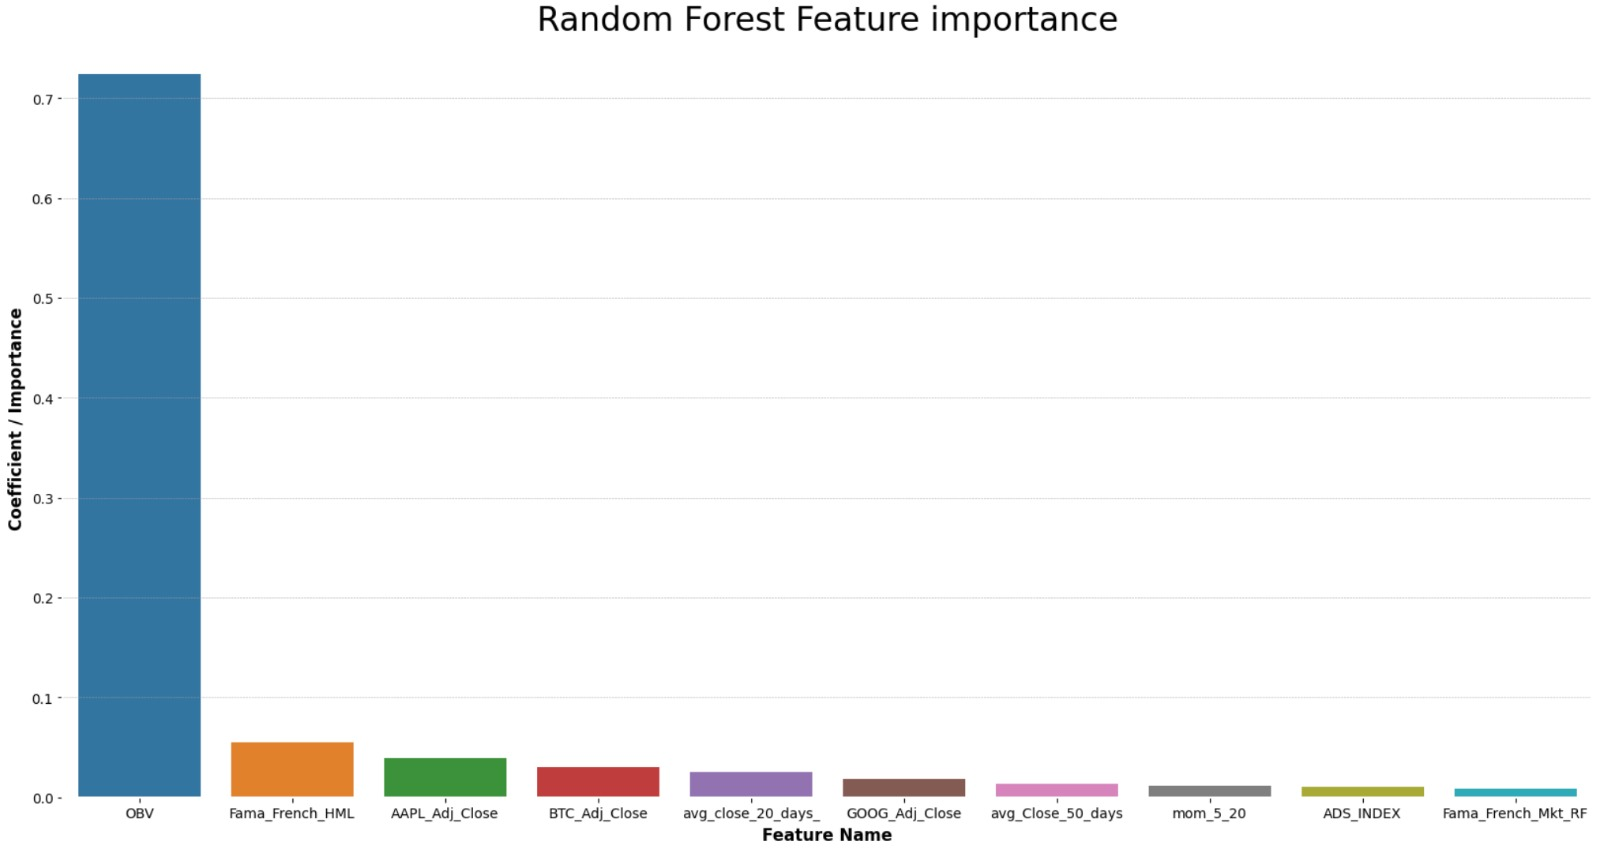 Random Forest Feature importance
0.7
0.6
0.5
0.4
0.3
0.2
0.1
0.0
Coefficient / Importance
OBV Fama_French_HML AAPL_Adj_Close BTC_Adj_Close avg_close_20_days_ GOOG_Adj_Close avg_Close_50_days mom_5_20 ADS_INDEX Fama_French_Mkt_RF
Feature Name